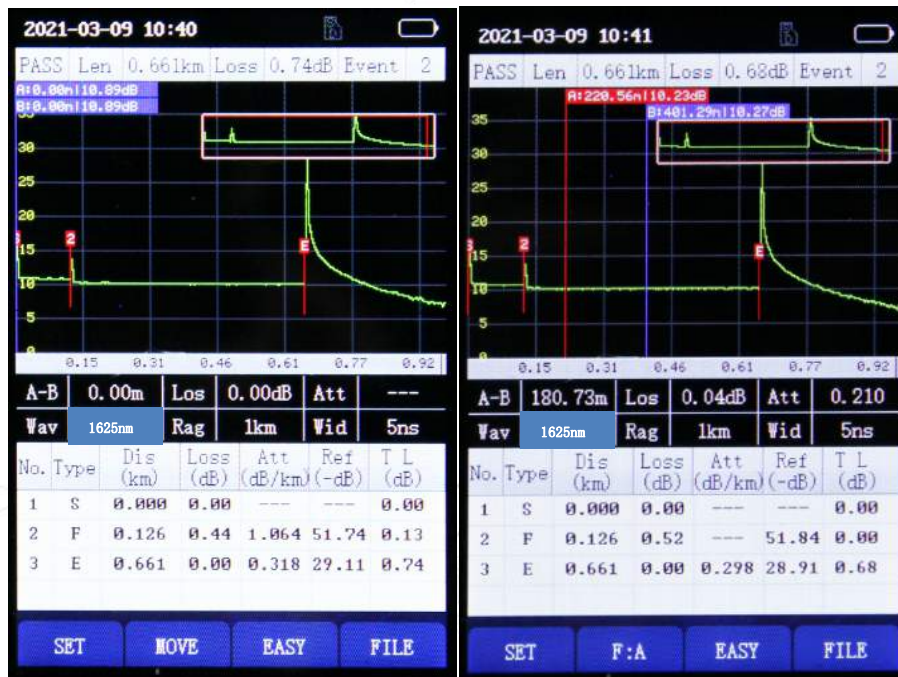 2021-03-09 10:40
PASS Len 0.661km Loss 0.74dB Event 2
A:0.00m|10.89dB
B:0.00m|10.89dB
35
30
25
20
15
10
5
0
2
E
0.15 0.31 0.46 0.61 0.77 0.92
A-B 0.00m Los 0.00dB Att ---
Wav 1625nm Rag 1km Wid 5ns
No. Type Dis (km) Loss (dB) Att (dB/km) Ref (-dB) T L (dB)
1 S 0.000 0.00 --- --- 0.00
2 F 0.126 0.44 1.064 51.74 0.13
3 E 0.661 0.00 0.318 29.11 0.74
SET MOVE EASY FILE
2021-03-09 10:41
PASS Len 0.661km Loss 0.68dB Event 2
A:220.56m|10.23dB
B:401.29m|10.27dB
35
30
25
20
15
10
5
0
2
E
0.15 0.31 0.46 0.61 0.77 0.92
A-B 180.73m Los 0.04dB Att 0.210
Wav 1625nm Rag 1km Wid 5ns
No. Type Dis (km) Loss (dB) Att (dB/km) Ref (-dB) T L (dB)
1 S 0.000 0.00 --- --- 0.00
2 F 0.126 0.52 --- 51.84 0.00
3 E 0.661 0.00 0.298 28.91 0.68
SET F:A EASY FILE